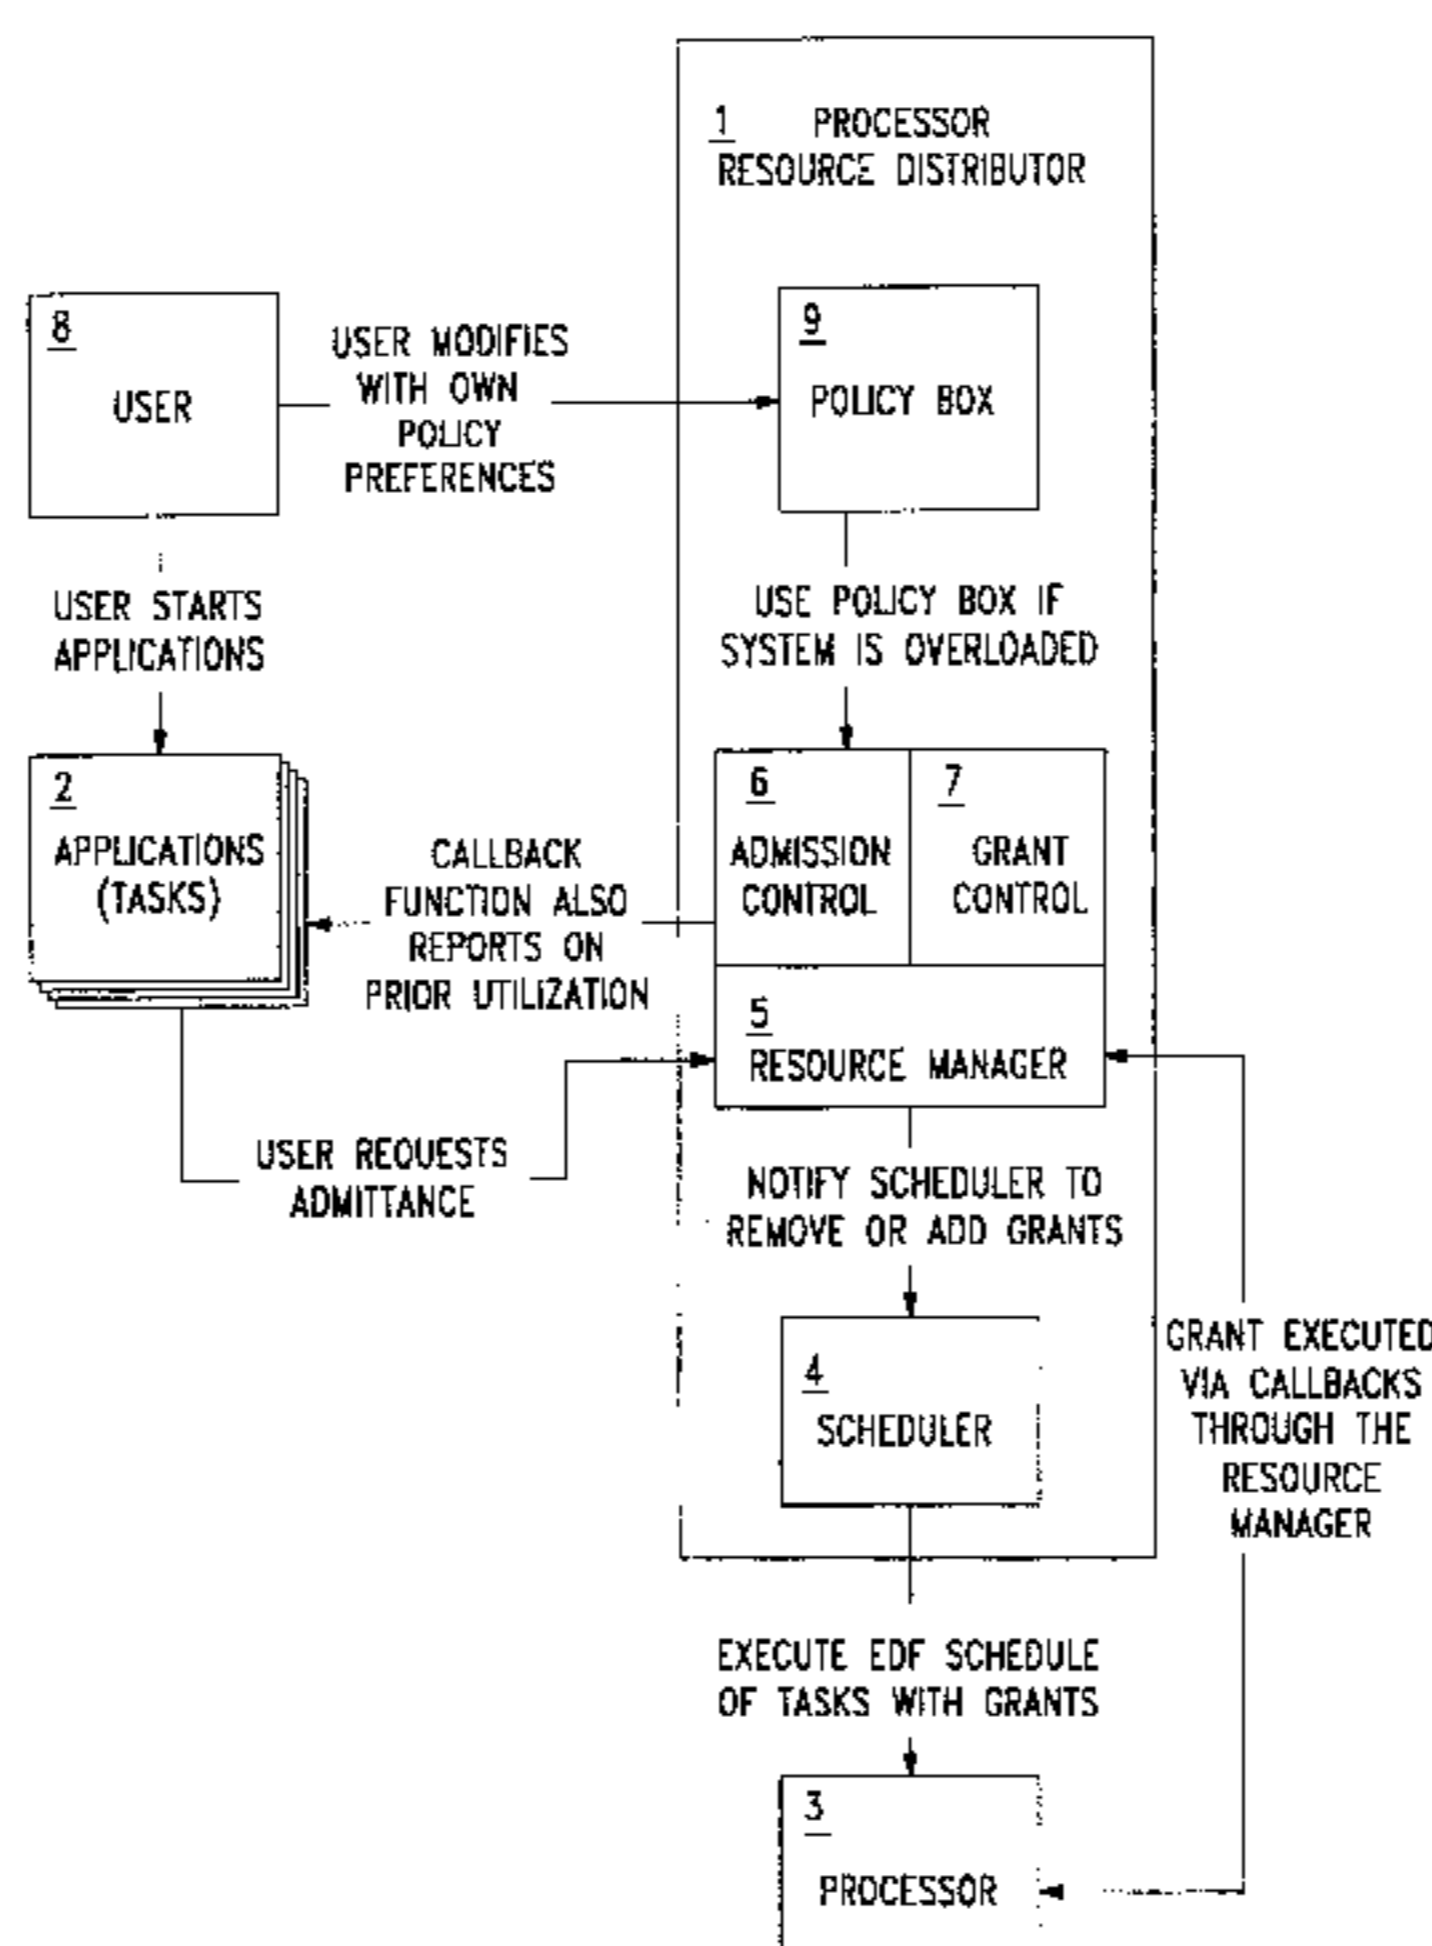 1 PROCESSOR
RESOURCE DISTRIBUTOR
8
USER
USER MODIFIES
WITH OWN
POLICY
PREFERENCES
9
POLICY BOX
USER STARTS
APPLICATIONS
USE POLICY BOX IF
SYSTEM IS OVERLOADED
2
APPLICATIONS
(TASKS)
CALLBACK
FUNCTION ALSO
REPORTS ON
PRIOR UTILIZATION
6
ADMISSION
CONTROL
7
GRANT
CONTROL
5
RESOURCE MANAGER
USER REQUESTS
ADMITTANCE
NOTIFY SCHEDULER TO
REMOVE OR ADD GRANTS
4
SCHEDULER
GRANT EXECUTED
VIA CALLBACKS
THROUGH THE
RESOURCE
MANAGER
EXECUTE EDF SCHEDULE
OF TASKS WITH GRANTS
3
PROCESSOR